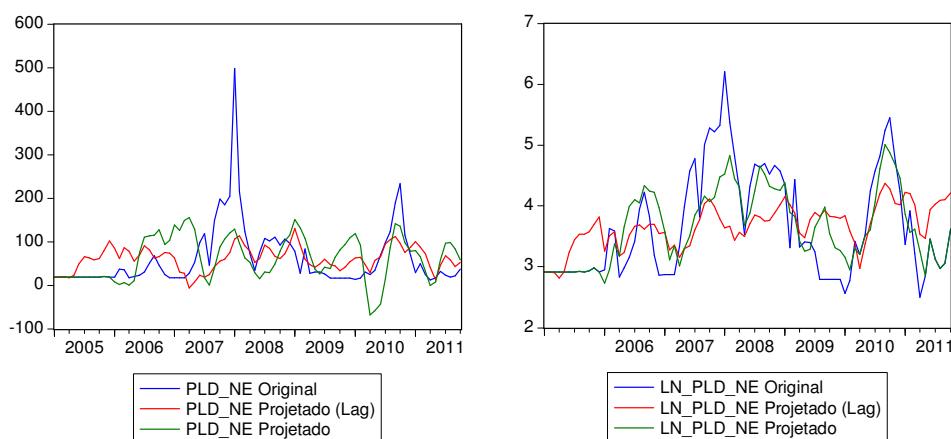 600
500
400
300
200
100
0
-100
2005 2006 2007 2008 2009 2010 2011
PLD_NE Original
PLD_NE Projetado (Lag)
PLD_NE Projetado
7
6
5
4
3
2
2006 2007 2008 2009 2010 2011
LN_PLD_NE Original
LN_PLD_NE Projetado (Lag)
LN_PLD_NE Projetado